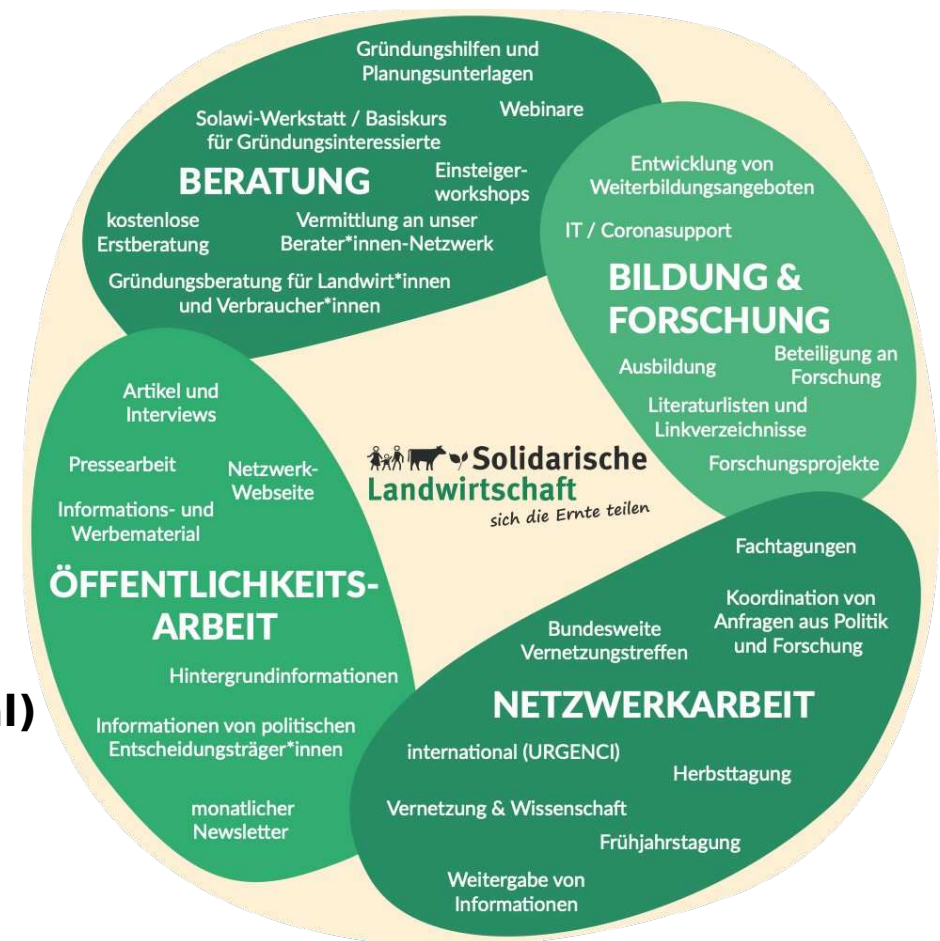 Gründungshilfen und
Planungsunterlagen
Webinare
Solawi-Werkstatt / Basiskurs
für Gründungsinteressierte
BERATUNG
Einsteiger-
workshops
kostenlose
Erstberatung
Vermittlung an unser
Berater*innen-Netzwerk
Gründungsberatung für Landwirt*innen
und Verbraucher*innen
Entwicklung von
Weiterbildungsangeboten
IT / Coronasupport
BILDUNG &
FORSCHUNG
Ausbildung
Beteiligung an
Forschung
Literaturlisten und
Linkverzeichnisse
Forschungsprojekte
Artikel und
Interviews
Pressearbeit
Netzwerk-
Webseite
Informations- und
Werbematerial
ÖFFENTLICHKEITS-
ARBEIT
Hintergrundinformationen
Informationen von politischen
Entscheidungsträger*innen
monatlicher
Newsletter
Solidarische
Landwirtschaft
sich die Ernte teilen
Fachtagungen
Koordination von
Anfragen aus Politik
und Forschung
Bundesweite
Vernetzungstreffen
NETZWERKARBEIT
international (URGENCI)
Herbsttagung
Vernetzung & Wissenschaft
Frühjahrstagung
Weitergabe von
Informationen